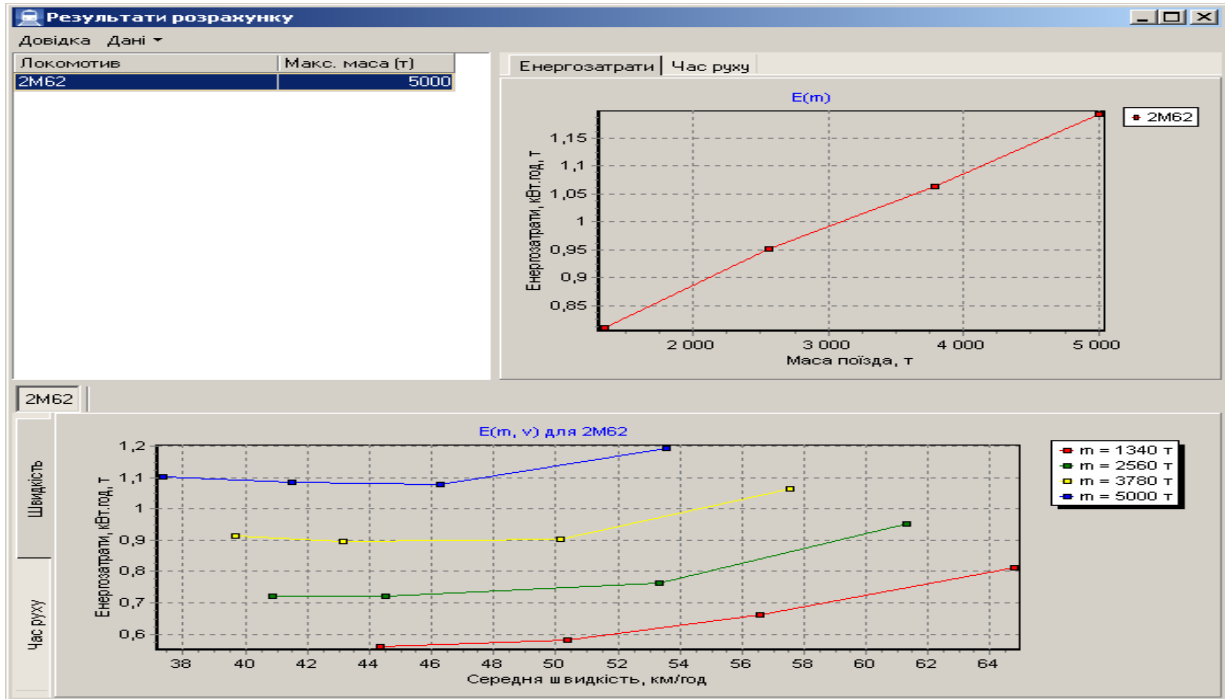 Результати розрахунку
Довідка Дані
Локомотив Макс. маса (т)
2М62 5000
Енергозатрати Час руху
E(m)
2М62
Енергозатрати, кВт.год, т
1,15
1,1
1,05
1
0,95
0,9
0,85
2 000 3 000 4 000 5 000
Маса поїзда, т
2М62
Швидкість
Час руху
E(m, v) для 2М62
Енергозатрати, кВт.год, т
1,2
1,1
1
0,9
0,8
0,7
0,6
38 40 42 44 46 48 50 52 54 56 58 60 62 64
Середня швидкість, км/год
m = 1340 т
m = 2560 т
m = 3780 т
m = 5000 т